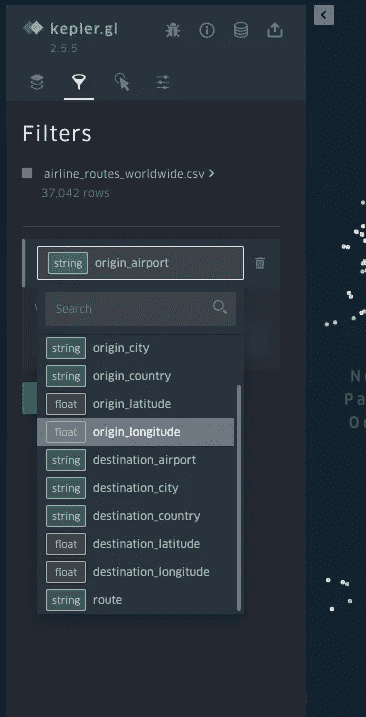 kepler.gl
2.5.5
Filters
airline_routes_worldwide.csv
37,042 rows
string origin_airport
Search
string origin_city
string origin_country
float origin_latitude
float origin_longitude
string destination_airport
string destination_city
string destination_country
float destination_latitude
float destination_longitude
string route
N
Pa
O